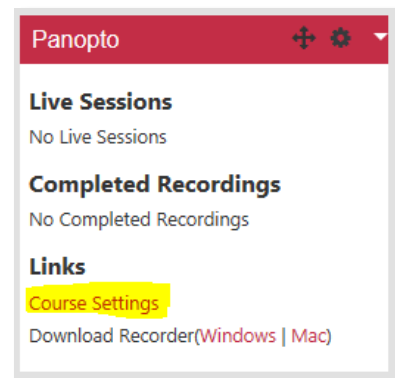 Panopto
Live Sessions
No Live Sessions
Completed Recordings
No Completed Recordings
Links
Course Settings
Download Recorder(Windows | Mac)